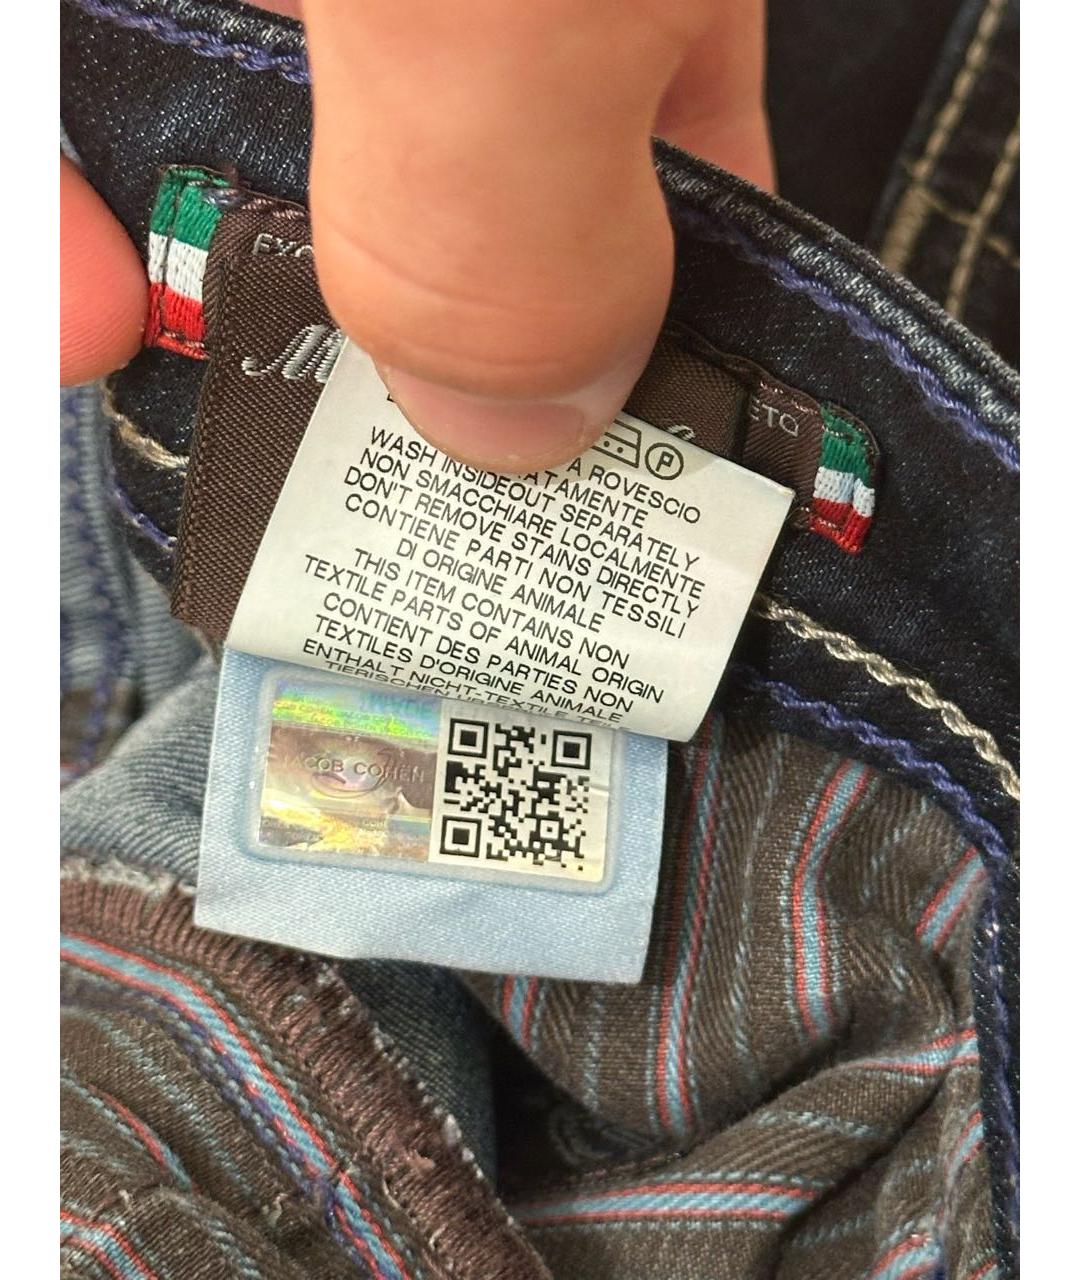 P
A ROVESCIO
WASH INSIDEOUT SEPARATELY
NON SMACCHIARE LOCALMENTE
DON'T REMOVE STAINS DIRECTLY
CONTIENE PARTI NON TESSILI
DI ORIGINE ANIMALE
THIS ITEM CONTAINS NON
TEXTILE PARTS OF ANIMAL ORIGIN
CONTIENT DES PARTIES NON
TEXTILES D'ORIGINE ANIMALE
ENTHALT NICHT-TEXTILE
TIERISCHEN
JACOB COHEN